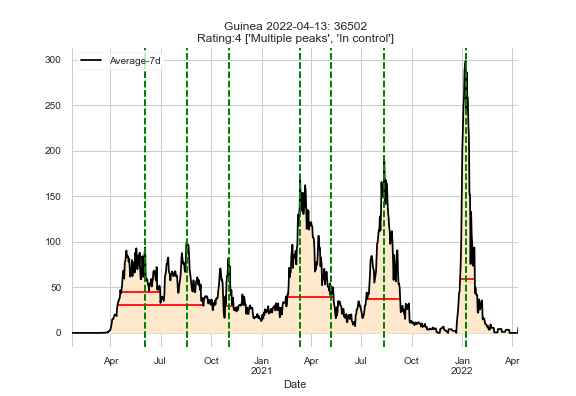 Guinea 2022-04-13: 36502
Rating:4 ['Multiple peaks', 'In control']
Average-7d
300
250
200
150
100
50
0
Apr Jul Oct Jan Apr Jul Oct Jan Apr
2021 2022
Date